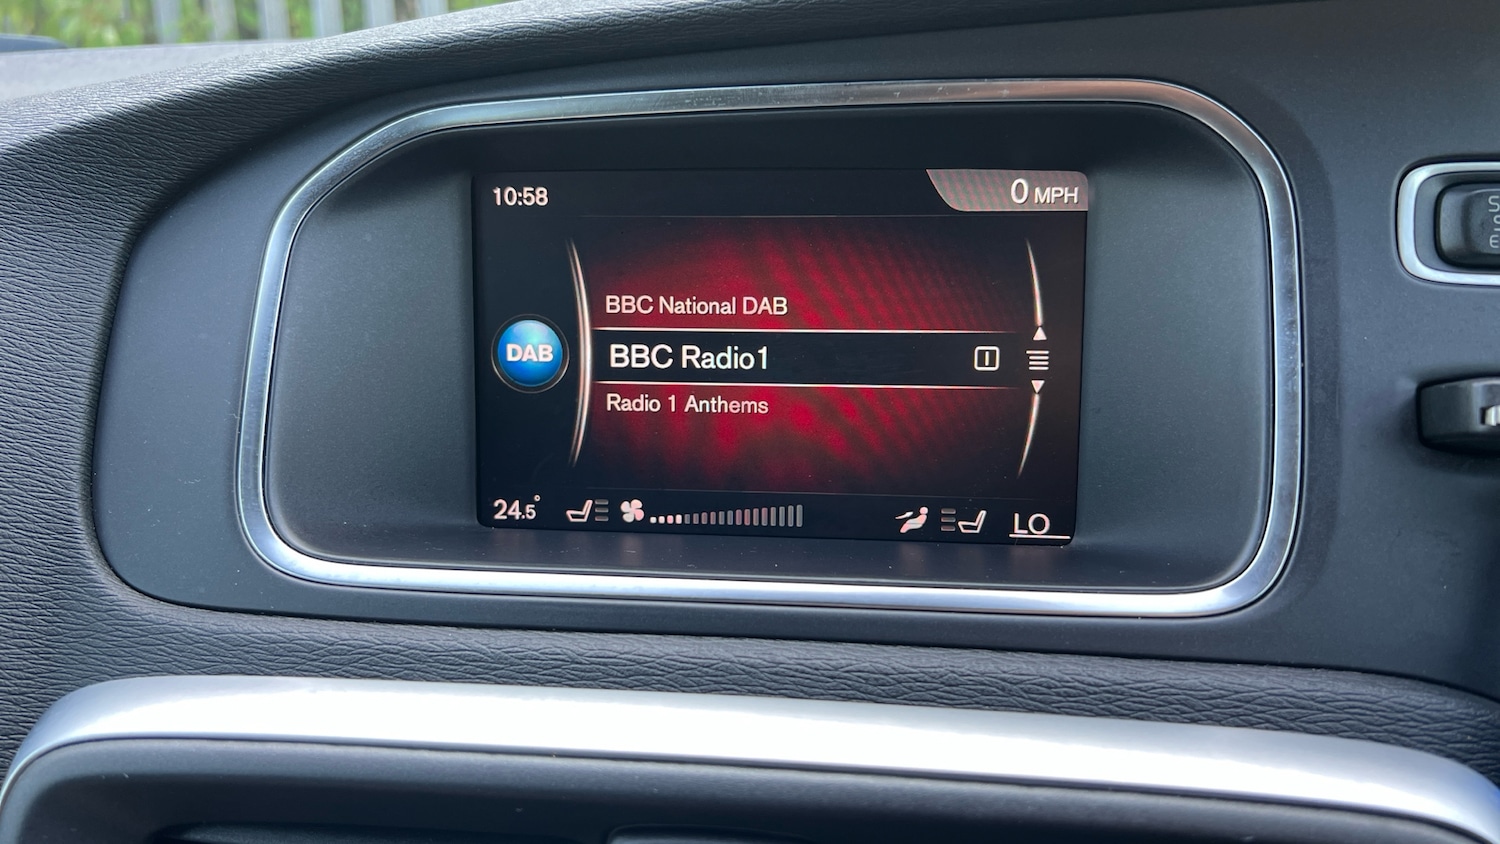 10:58
0 MPH
BBC National DAB
DAB
BBC Radio1
Radio 1 Anthems
24.5°
LO